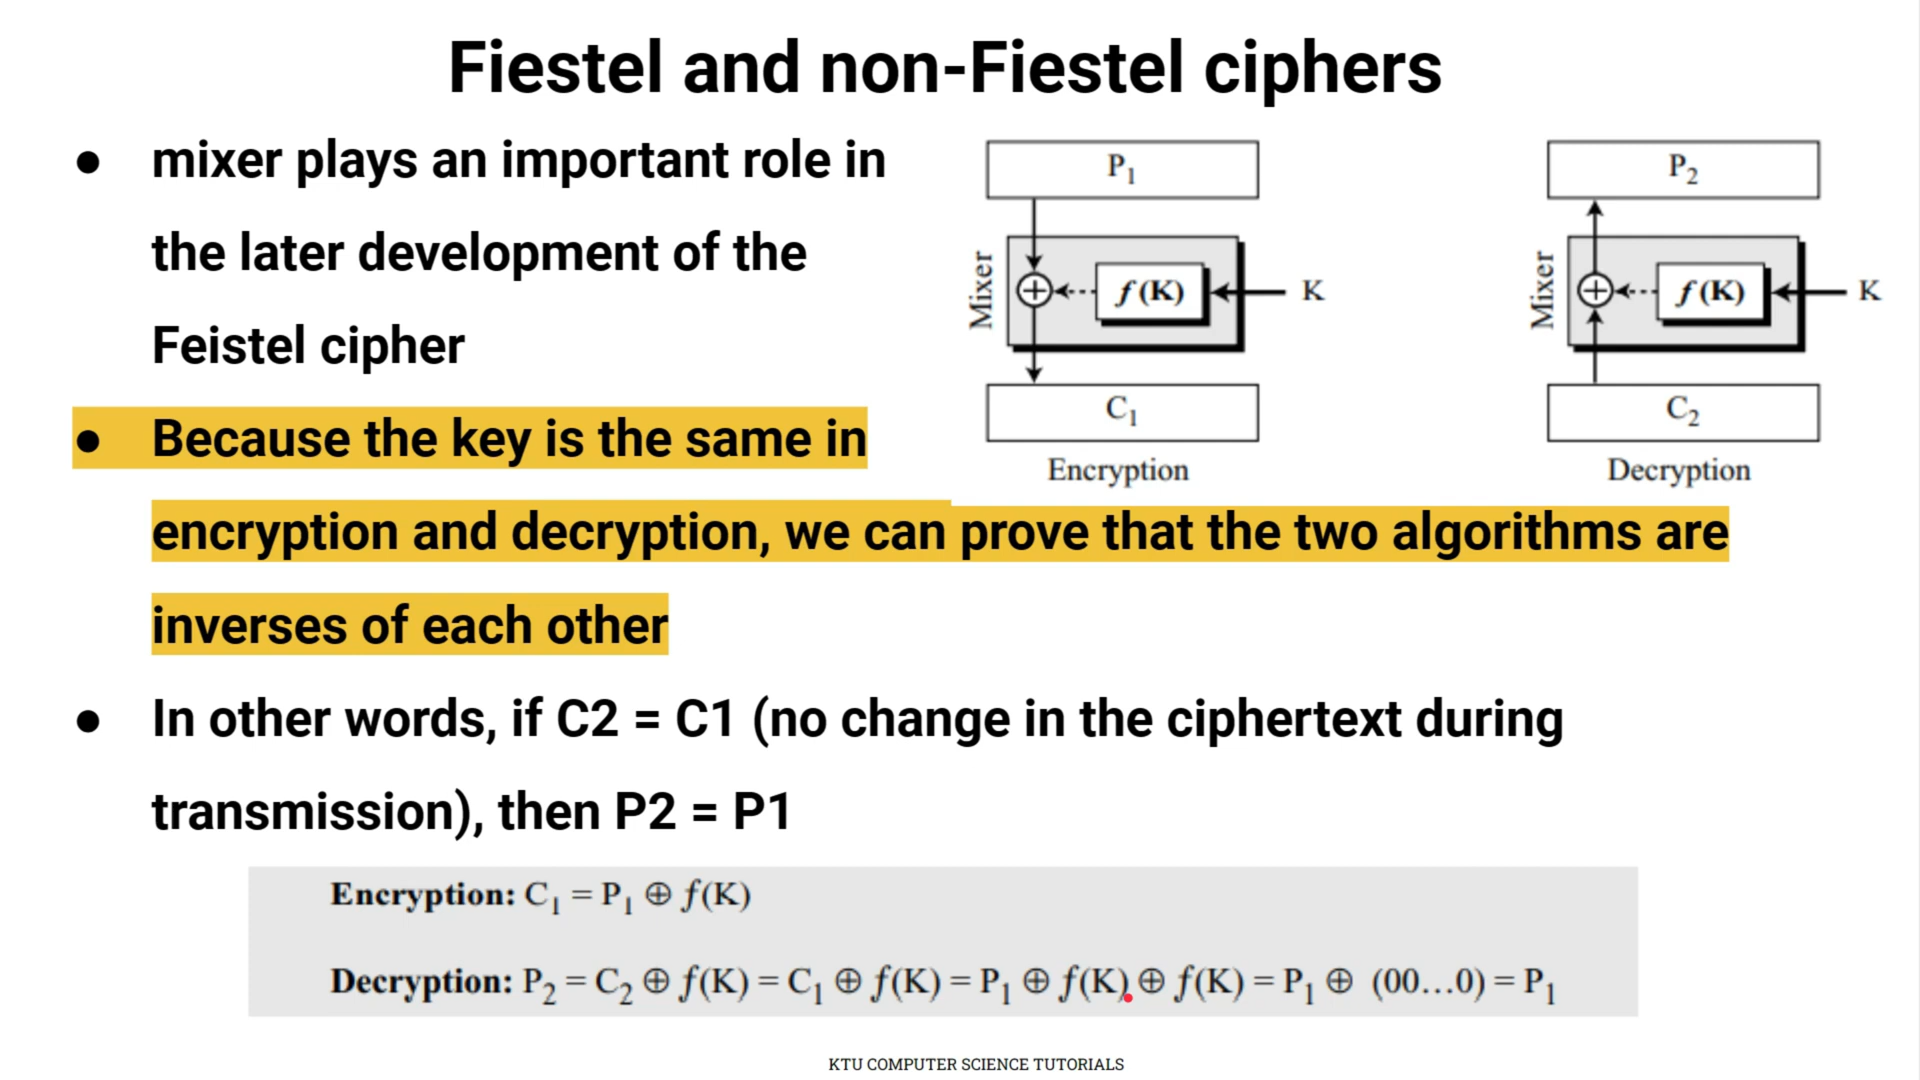 Fiestel and non-Fiestel ciphers
● mixer plays an important role in
the later development of the
Feistel cipher
● Because the key is the same in
encryption and decryption, we can prove that the two algorithms are
inverses of each other
● In other words, if C2 = C1 (no change in the ciphertext during
transmission), then P2 = P1
P₁
Mixer
f(K)
K
C₁
Encryption
P₂
Mixer
f(K)
K
C₂
Decryption
Encryption: C₁ = P₁ ⊕ f(K)
Decryption: P₂ = C₂ ⊕ f(K) = C₁ ⊕ f(K) = P₁ ⊕ f(K) ⊕ f(K) = P₁ ⊕ (00…0) = P₁
KTU COMPUTER SCIENCE TUTORIALS